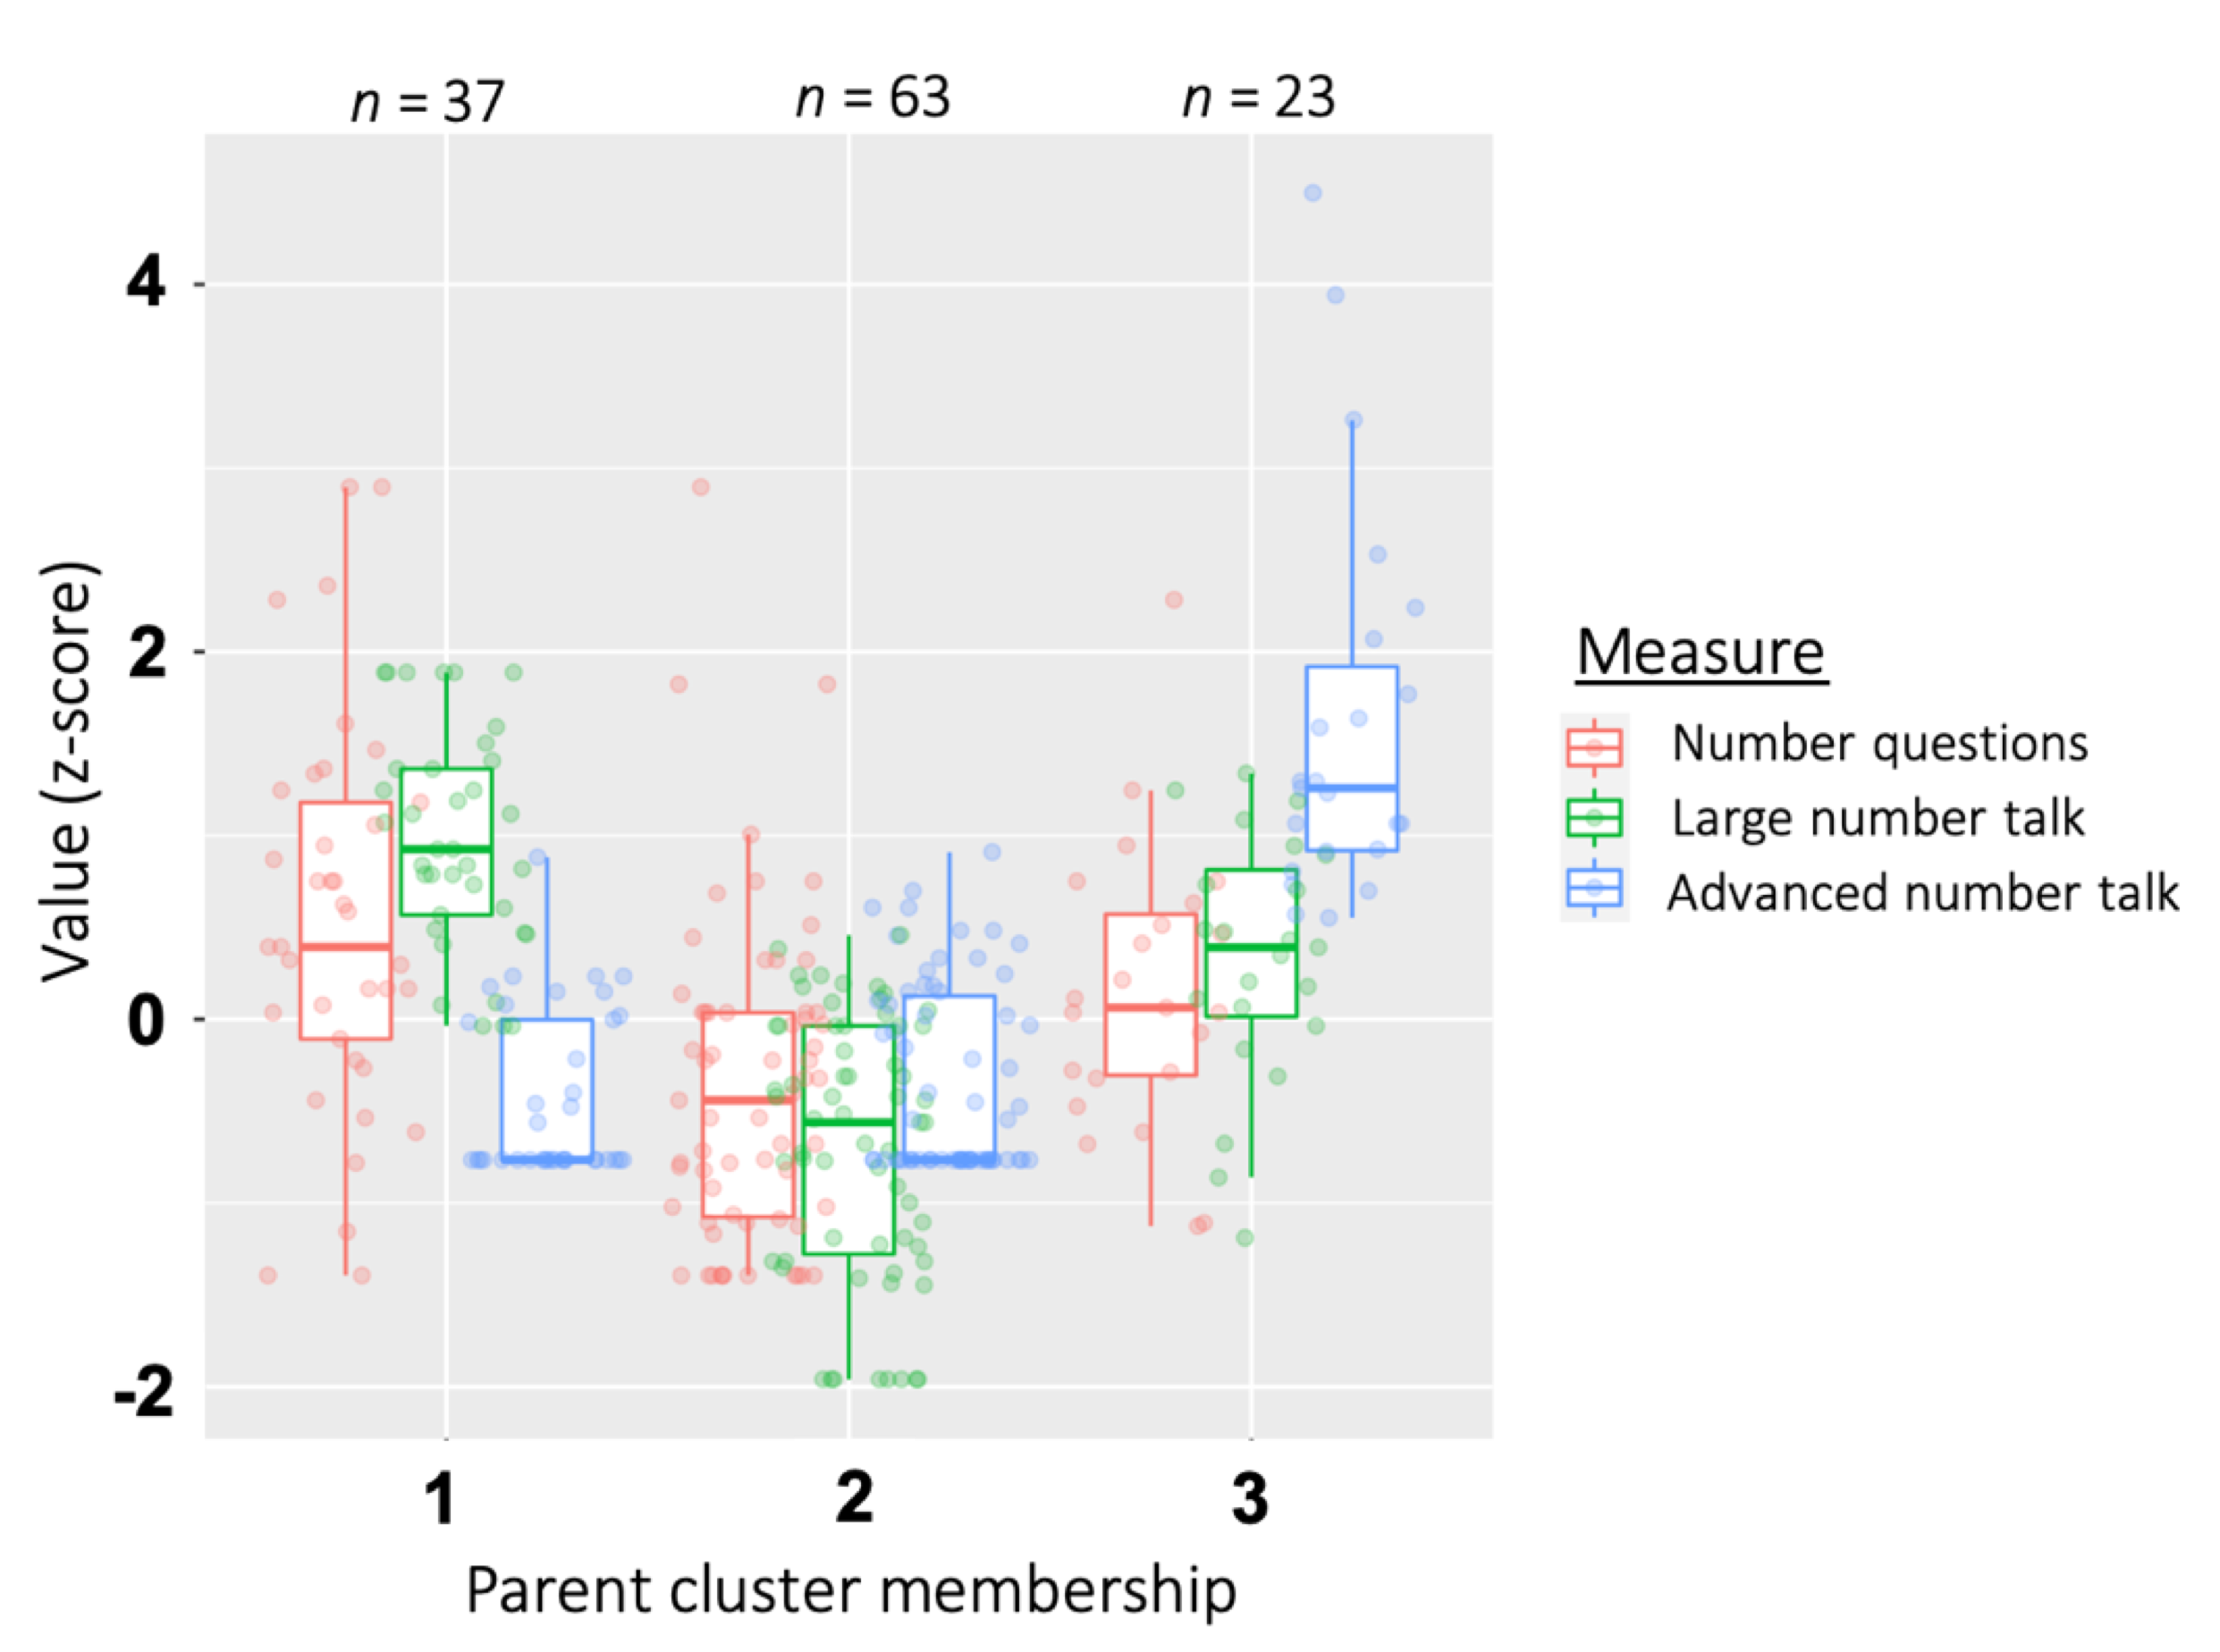 n = 37
n = 63
n = 23
4
2
0
-2
Value (z-score)
1
2
3
Parent cluster membership
Measure
Number questions
Large number talk
Advanced number talk